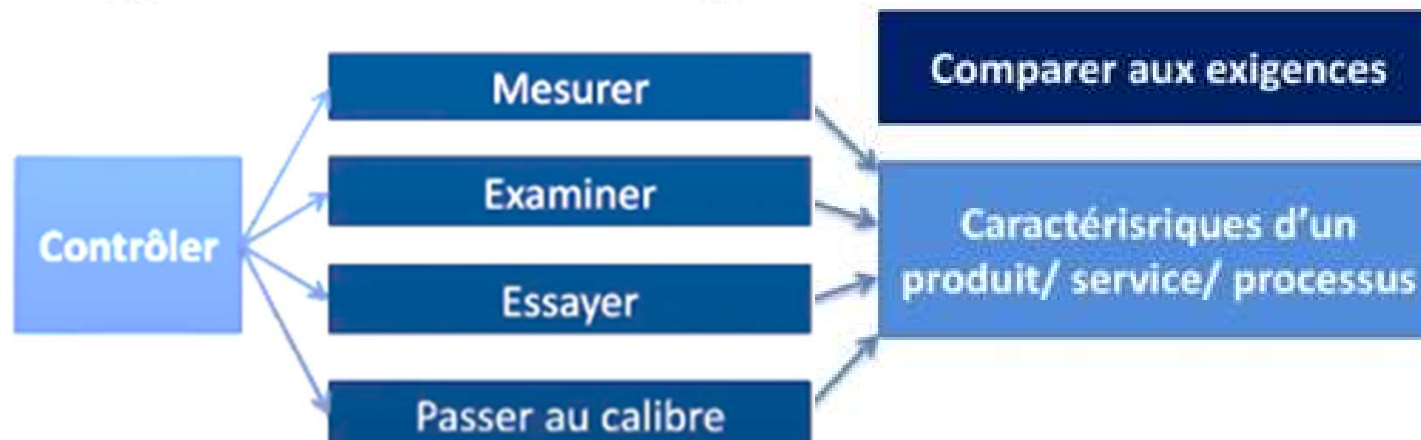 Contrôler
Mesurer
Examiner
Essayer
Passer au calibre
Comparer aux exigences
Caractérisriques d'un
produit/ service/ processus